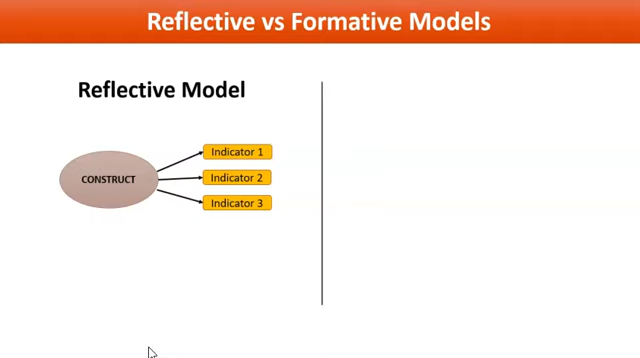 Reflective vs Formative Models
Reflective Model
CONSTRUCT
Indicator 1
Indicator 2
Indicator 3